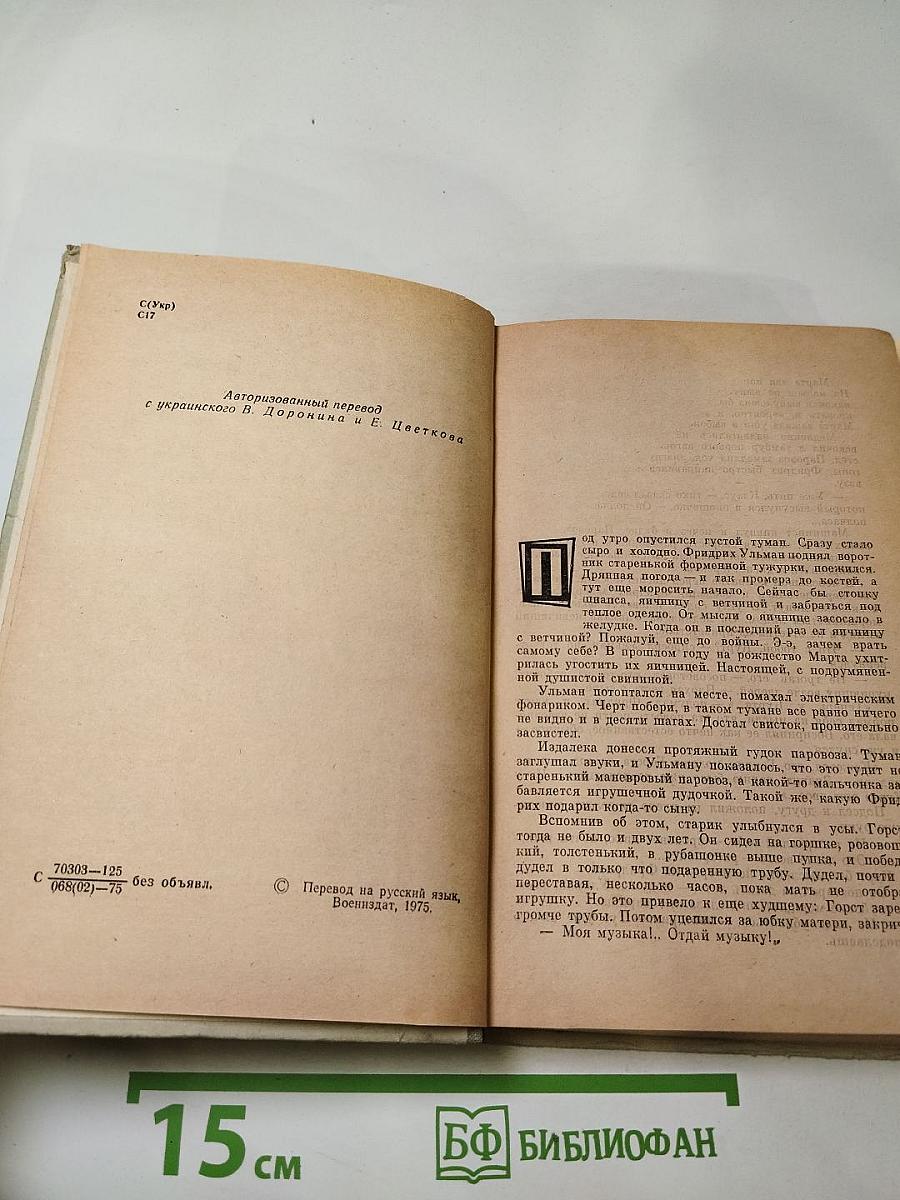 С(Укр)
С17
Авторизованный перевод
с украинского В. Доронина и Е. Цветкова
С 70303—125
068(02)—75 без объявл.
© Перевод на русский язык,
Воениздат, 1975.
Под утро опустился густой туман. Сразу стало
сыро и холодно. Фридрих Ульман поднял ворот-
ник старенькой форменной тужурки, поежился.
Дрянная погода — и так промерз до костей, а
тут еще моросить начало. Сейчас бы стопку
шнапса, яичницу с ветчиной и забраться под
теплое одеяло. От мысли о яичнице засосало в
желудке. Когда он в последний раз ел яичницу
с ветчиной? Пожалуй, еще до войны. Э-э, зачем врать
самому себе? В прошлом году на рождество Марта ухит-
рилась угостить их яичницей. Настоящей, с подрумянен-
ной душистой свининой.
Ульман потоптался на месте, помахал электрическим
фонариком. Черт побери, в таком тумане все равно ничего
не видно и в десяти шагах. Достал свисток, пронзительно
засвистел.
Издалека донесся протяжный гудок паровоза. Туман
заглушал звуки, и Ульману показалось, что это гудит не
старенький маневровый паровоз, а какой-то мальчонка за
бавляется игрушечной дудочкой. Такой же, какую Фрид
рих подарил когда-то сыну.
Вспомнив об этом, старик улыбнулся в усы. Горс
тогда не было и двух лет. Он сидел на горшке, розовощ
кий, толстенький, в рубашонке выше пупка, и побед
дудел в только что подаренную трубу. Дудел, почти
переставая, несколько часов, пока мать не отобр
игрушку. Но это привело к еще худшему: Горст заре
громче трубы. Потом уцепился за юбку матери, закрич
— Моя музыка!.. Отдай музыку!..
15 см
БФ БИБЛИОФАН